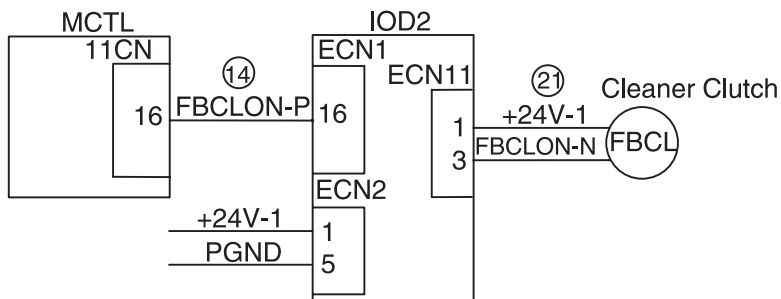 MCTL
IOD2
11CN
ECN1
14
ECN11
21
Cleaner Clutch
16
FBCLON-P
16
1
+24V-1
FBCL
3
FBCLON-N
ECN2
+24V-1
1
PGND
5